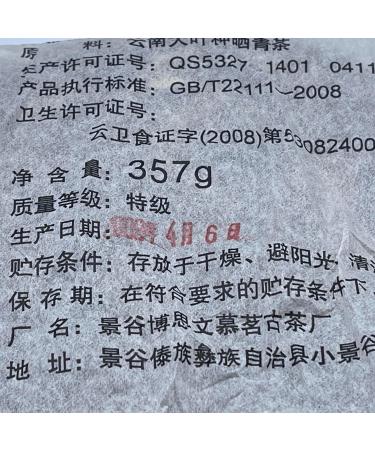 料：云南大叶种晒青茶
生产许可证号：QS5327 1401 0411
产品执行标准：GB/T22111-2008
卫生许可证号：
云卫食证字(2008)第53082400
净含量：357g
质量等级：特级
生产日期：4月6日
贮存条件：存放于干燥、避阳光、清
保存期：在符合要求的贮存条件下
厂名：景谷博思文慕茗古茶厂
地址：景谷傣族彝族自治县小景谷